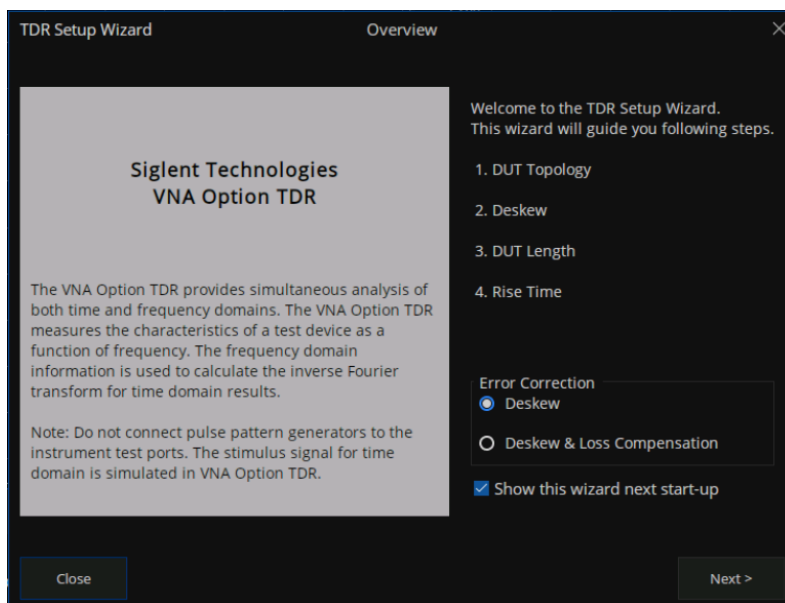 TDR Setup Wizard
Overview
Siglent Technologies
VNA Option TDR
The VNA Option TDR provides simultaneous analysis of
both time and frequency domains. The VNA Option TDR
measures the characteristics of a test device as a
function of frequency. The frequency domain
information is used to calculate the inverse Fourier
transform for time domain results.
Note: Do not connect pulse pattern generators to the
instrument test ports. The stimulus signal for time
domain is simulated in VNA Option TDR.
Welcome to the TDR Setup Wizard.
This wizard will guide you following steps.
1. DUT Topology
2. Deskew
3. DUT Length
4. Rise Time
Error Correction
Deskew
Deskew & Loss Compensation
Show this wizard next start-up
Close
Next >